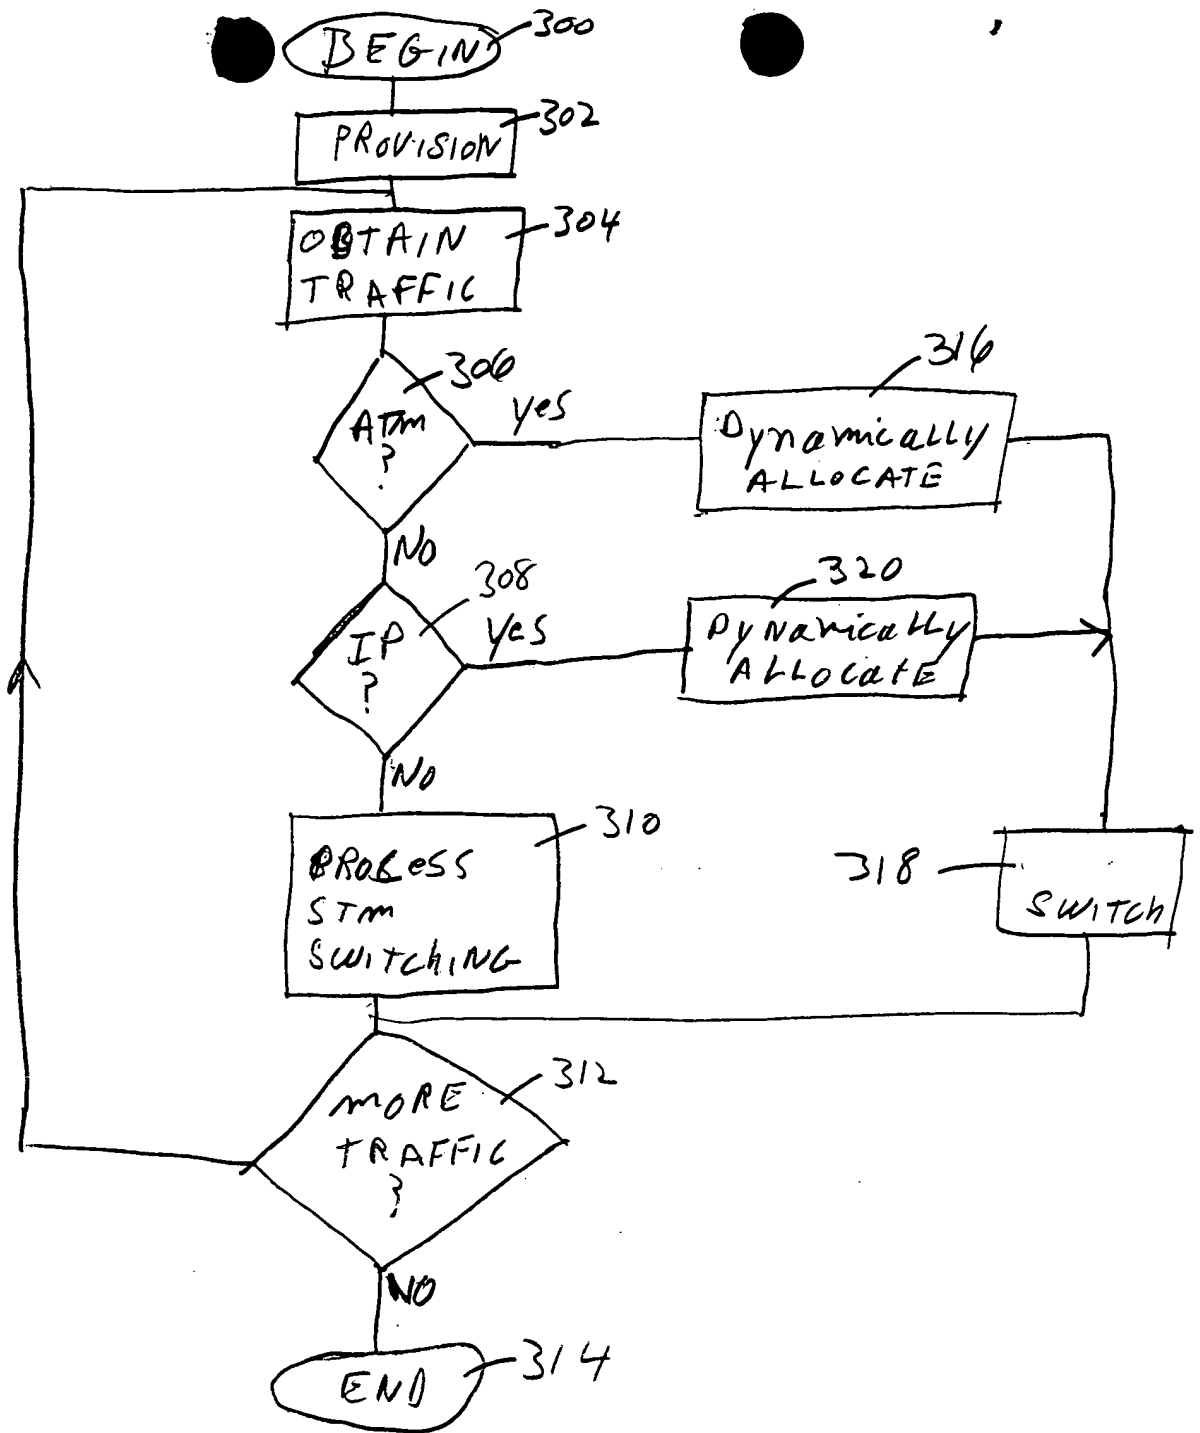 BEGIN
300
PROVISION
302
OBTAIN
TRAFFIC
304
306
ATM
?
yes
316
Dynamically
ALLOCATE
NO
308
IP
?
yes
320
DyNamicaLLy
ALLOCatE
NO
310
PROCESS
STM
SWITChING
318
SWITCh
312
MORE
TRAFFIC
?
NO
END
314